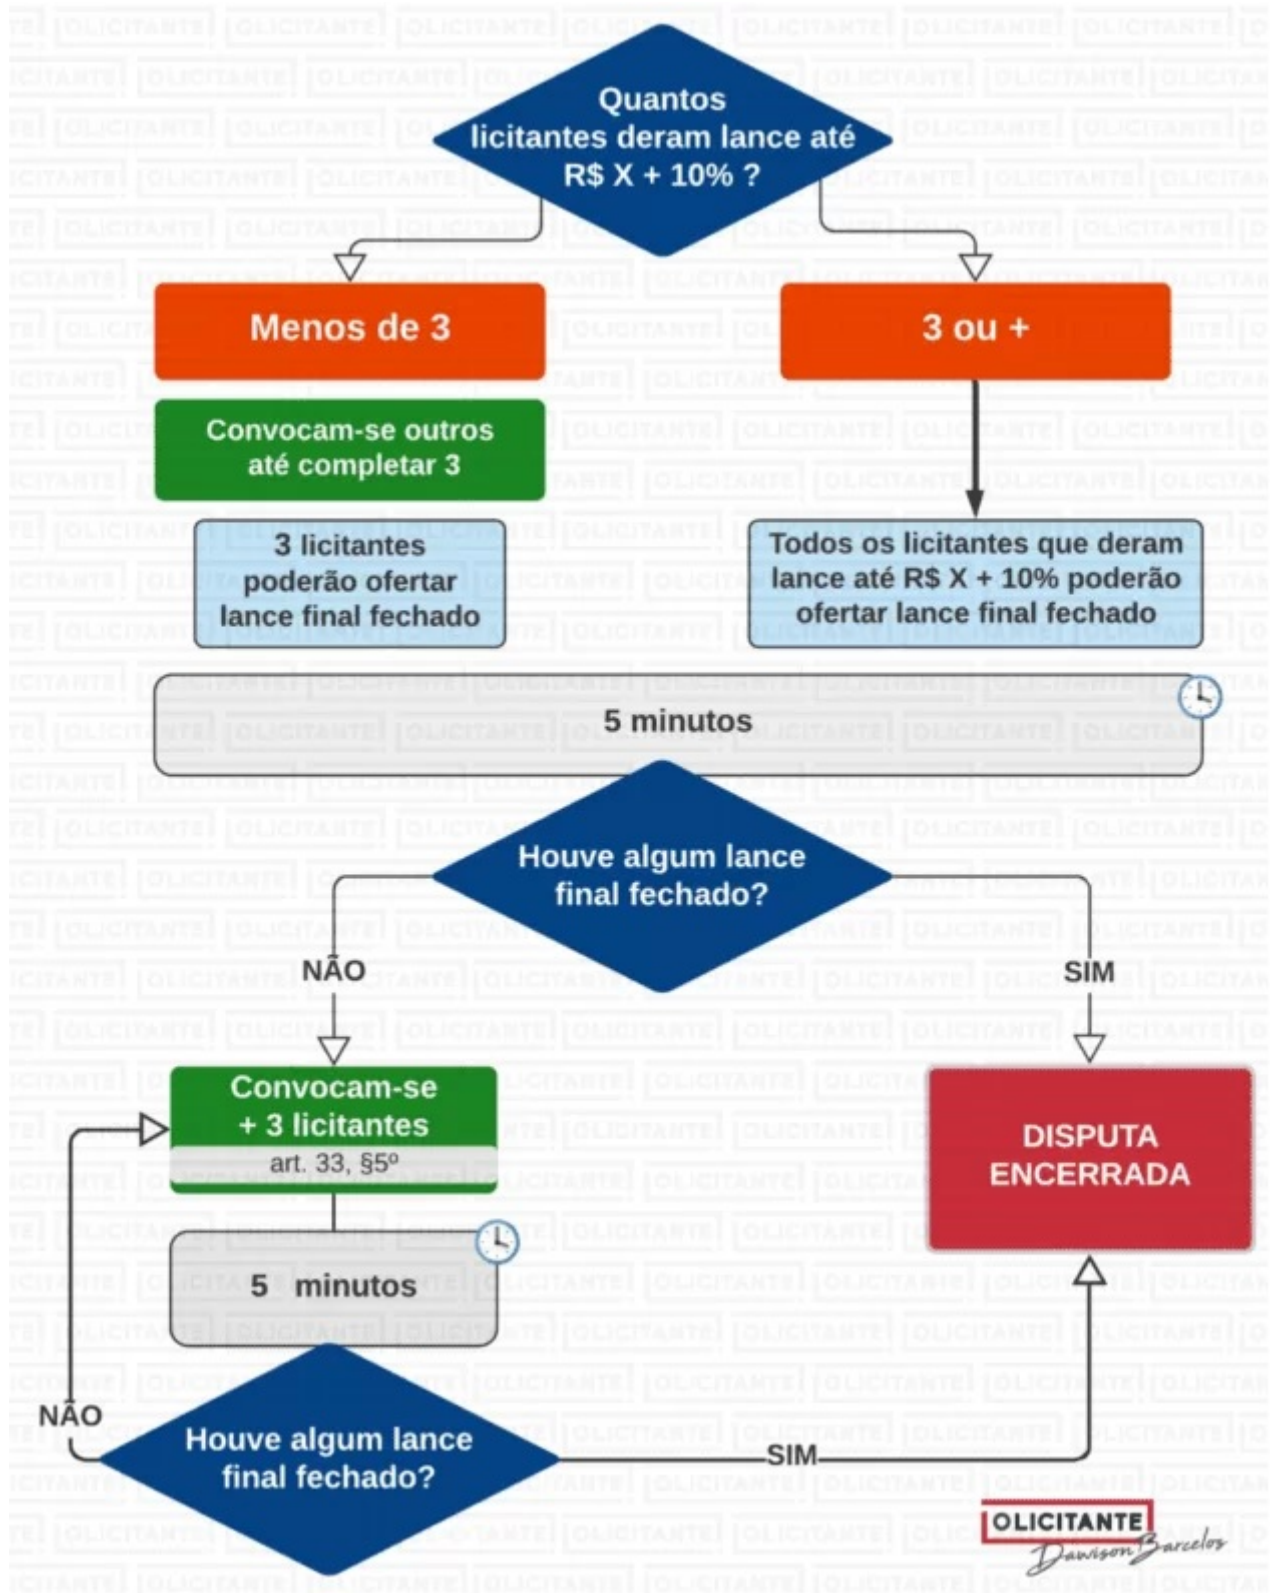 Quantos
licitantes deram lance até
R$ X + 10% ?
Menos de 3
3 ou +
Convocam-se outros
até completar 3
3 licitantes
poderão ofertar
lance final fechado
Todos os licitantes que deram
lance até R$ X + 10% poderão
ofertar lance final fechado
5 minutos
Houve algum lance
final fechado?
NÃO
SIM
Convocam-se
+ 3 licitantes
art. 33, §5º
DISPUTA
ENCERRADA
5 minutos
NÃO
Houve algum lance
final fechado?
SIM
OLICITANTE
Dawison Barcelos